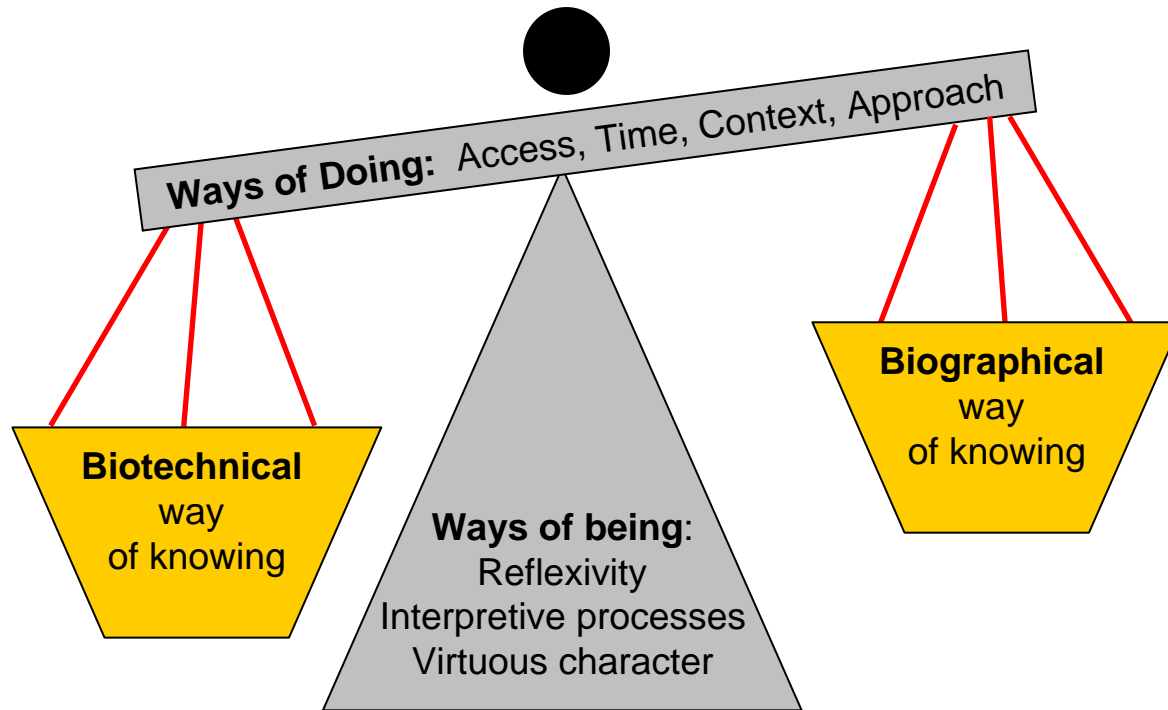 Ways of Doing: Access, Time, Context, Approach
Biotechnical
way
of knowing
Biographical
way
of knowing
Ways of being:
Reflexivity
Interpretive processes
Virtuous character